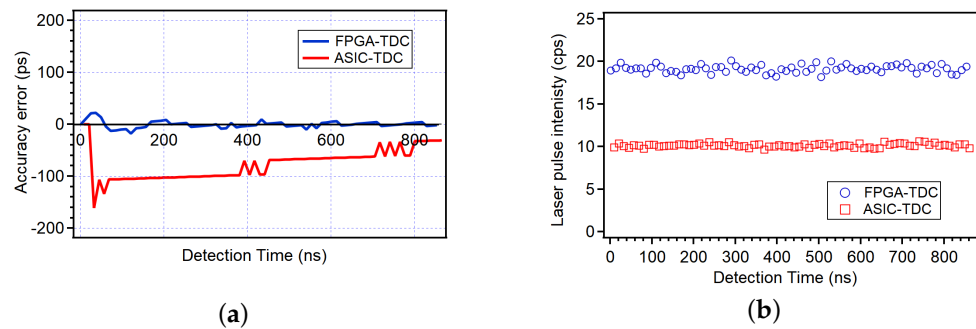 200
100
0
-100
-200
Accuracy error (ps)
FPGA-TDC
ASIC-TDC
0
200
400
600
800
Detection Time (ns)
(a)
25
20
15
10
5
0
Laser pulse intenisty (cps)
FPGA-TDC
ASIC-TDC
0 100 200 300 400 500 600 700 800
Detection Time (ns)
(b)